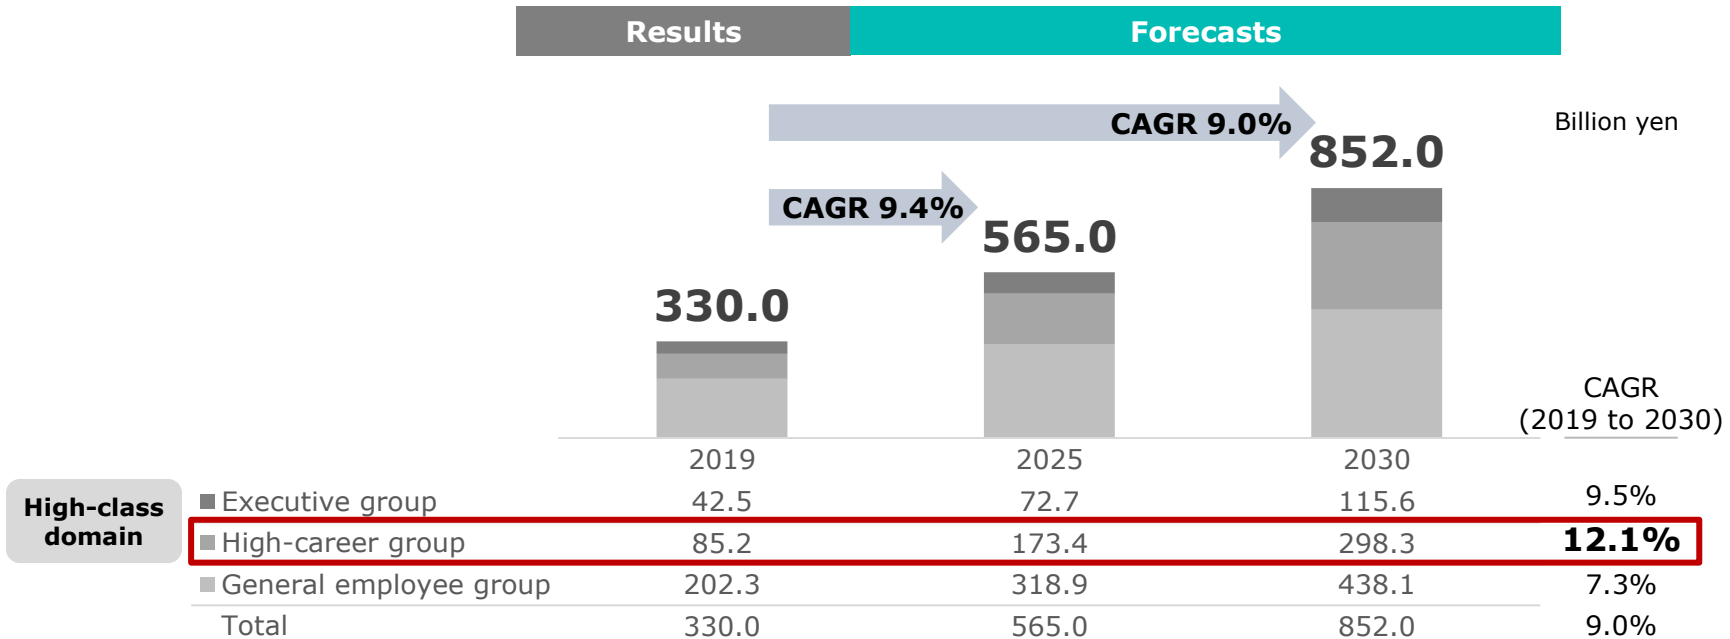 Results
Forecasts
CAGR 9.0%
Billion yen
852.0
CAGR 9.4%
565.0
330.0
CAGR
(2019 to 2030)
2019 2025 2030
High-class
domain
Executive group 42.5 72.7 115.6 9.5%
High-career group 85.2 173.4 298.3 12.1%
General employee group 202.3 318.9 438.1 7.3%
Total 330.0 565.0 852.0 9.0%